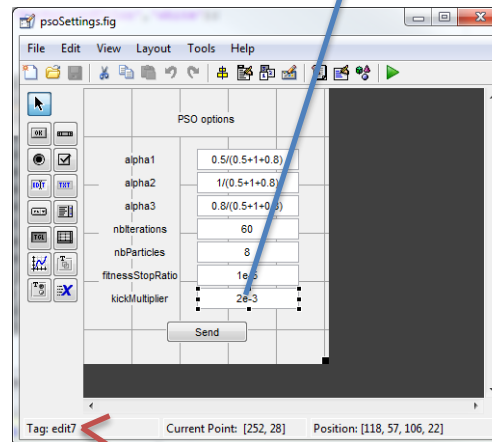 psoSettings.fig
File Edit View Layout Tools Help
PSO options
alpha1 0.5/(0.5+1+0.8)
alpha2 1/(0.5+1+0.8)
alpha3 0.8/(0.5+1+0.8)
nbIterations 60
nbParticles 8
fitnessStopRatio
kickMultiplier 2e-3
Send
Tag: edit7 Current Point: [252, 28] Position: [118, 57, 106, 22]